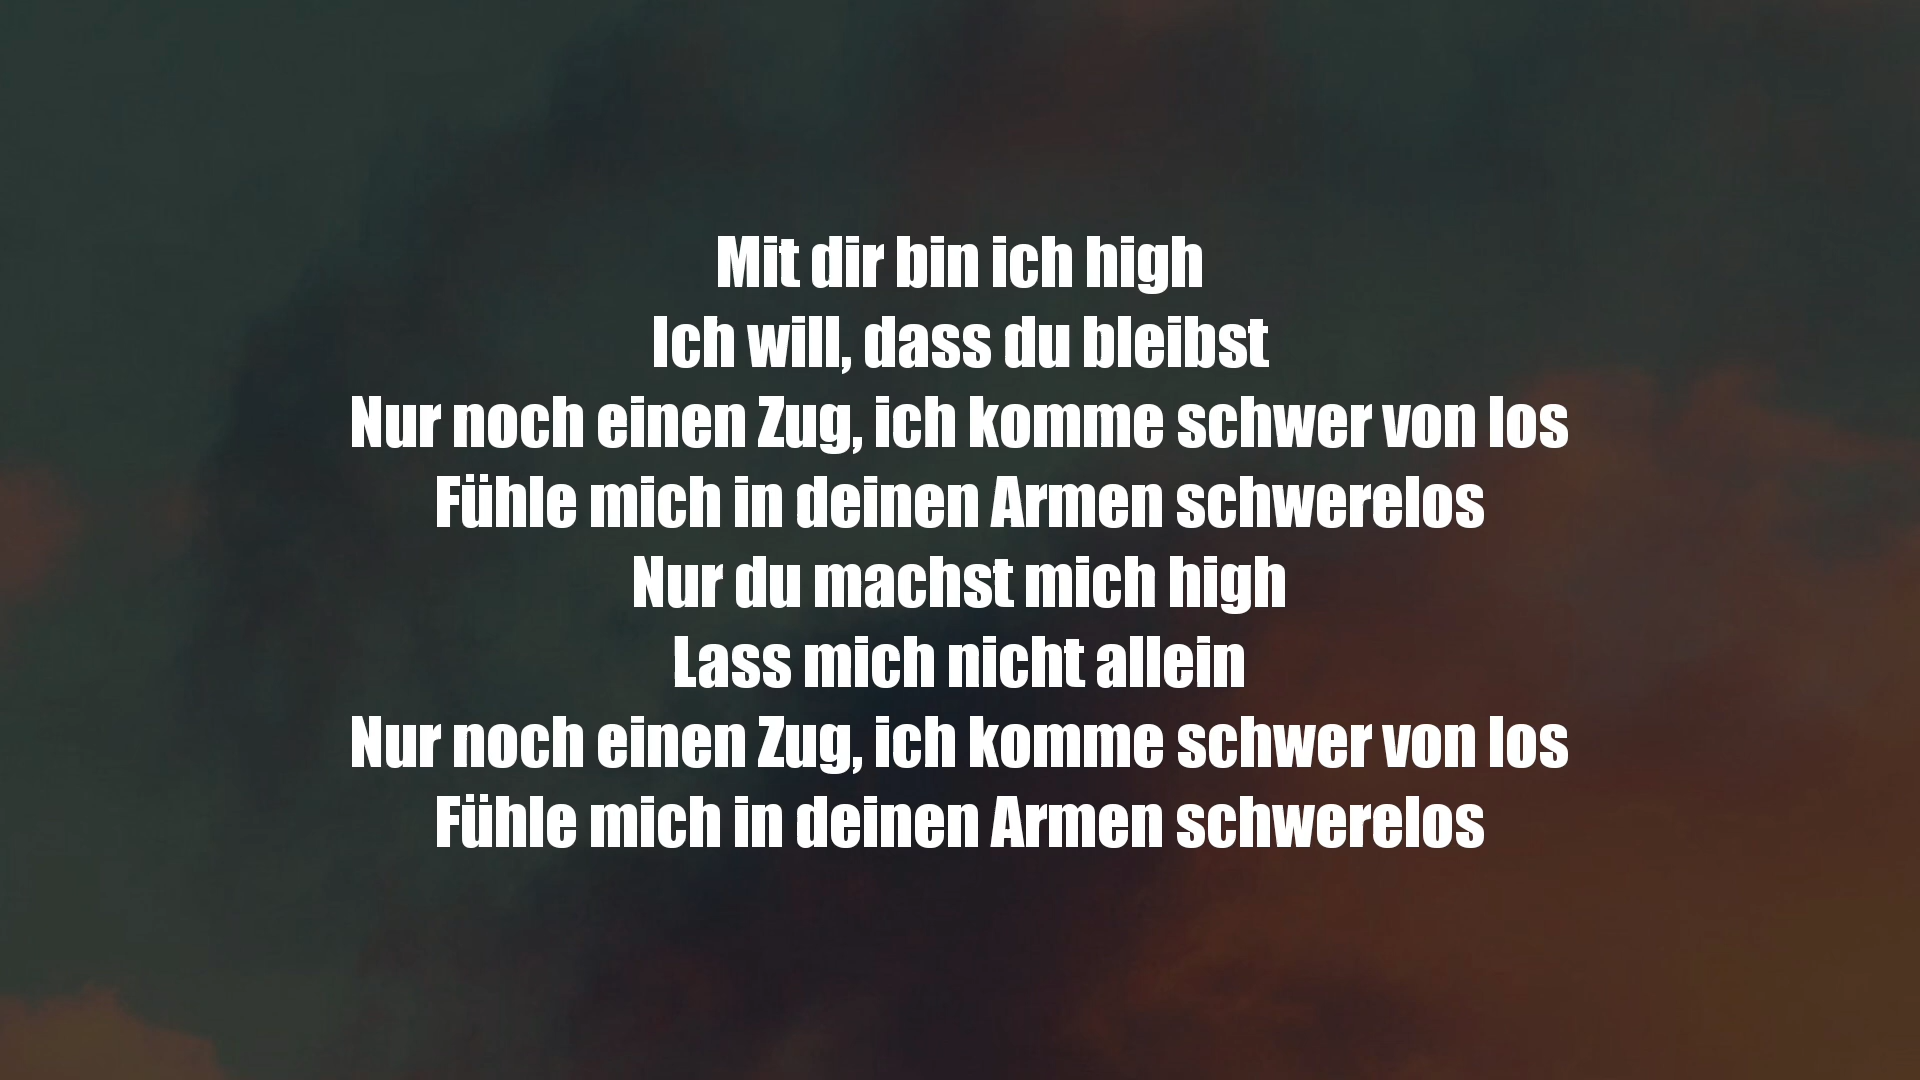 Mit dir bin ich high
Ich will, dass du bleibst
Nur noch einen Zug, ich komme schwer von los
Fühle mich in deinen Armen schwerelos
Nur du machst mich high
Lass mich nicht allein
Nur noch einen Zug, ich komme schwer von los
Fühle mich in deinen Armen schwerelos